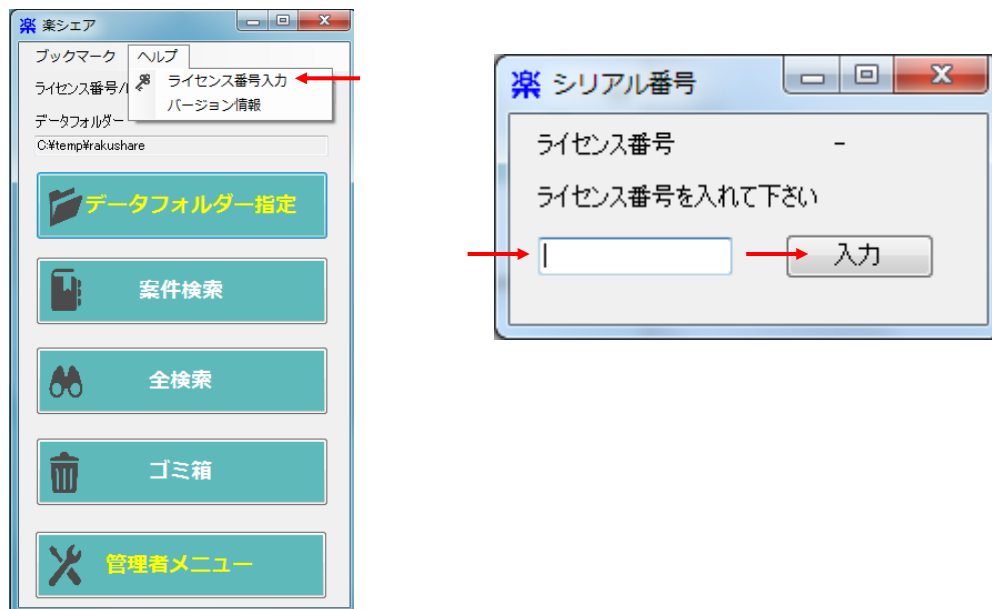 楽 楽シェア
ブックマーク ヘルプ
ライセンス番号入力
ライセンス番号/
バージョン情報
データフォルダー
C:¥temp¥rakushare
データフォルダー指定
案件検索
全検索
ゴミ箱
管理者メニュー
楽 シリアル番号
ライセンス番号 -
ライセンス番号を入れて下さい
入力